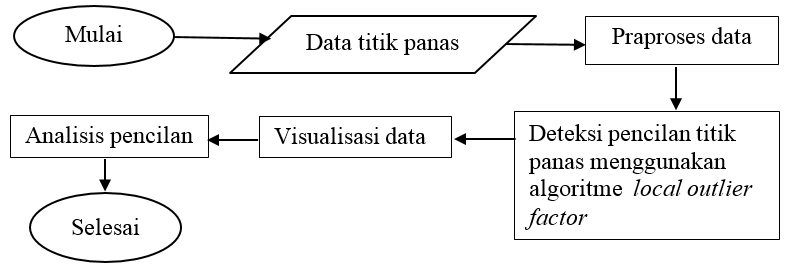 Mulai
Data titik panas
Praproses data
Deteksi pencilan titik
panas menggunakan
algoritme local outlier
factor
Visualisasi data
Analisis pencilan
Selesai